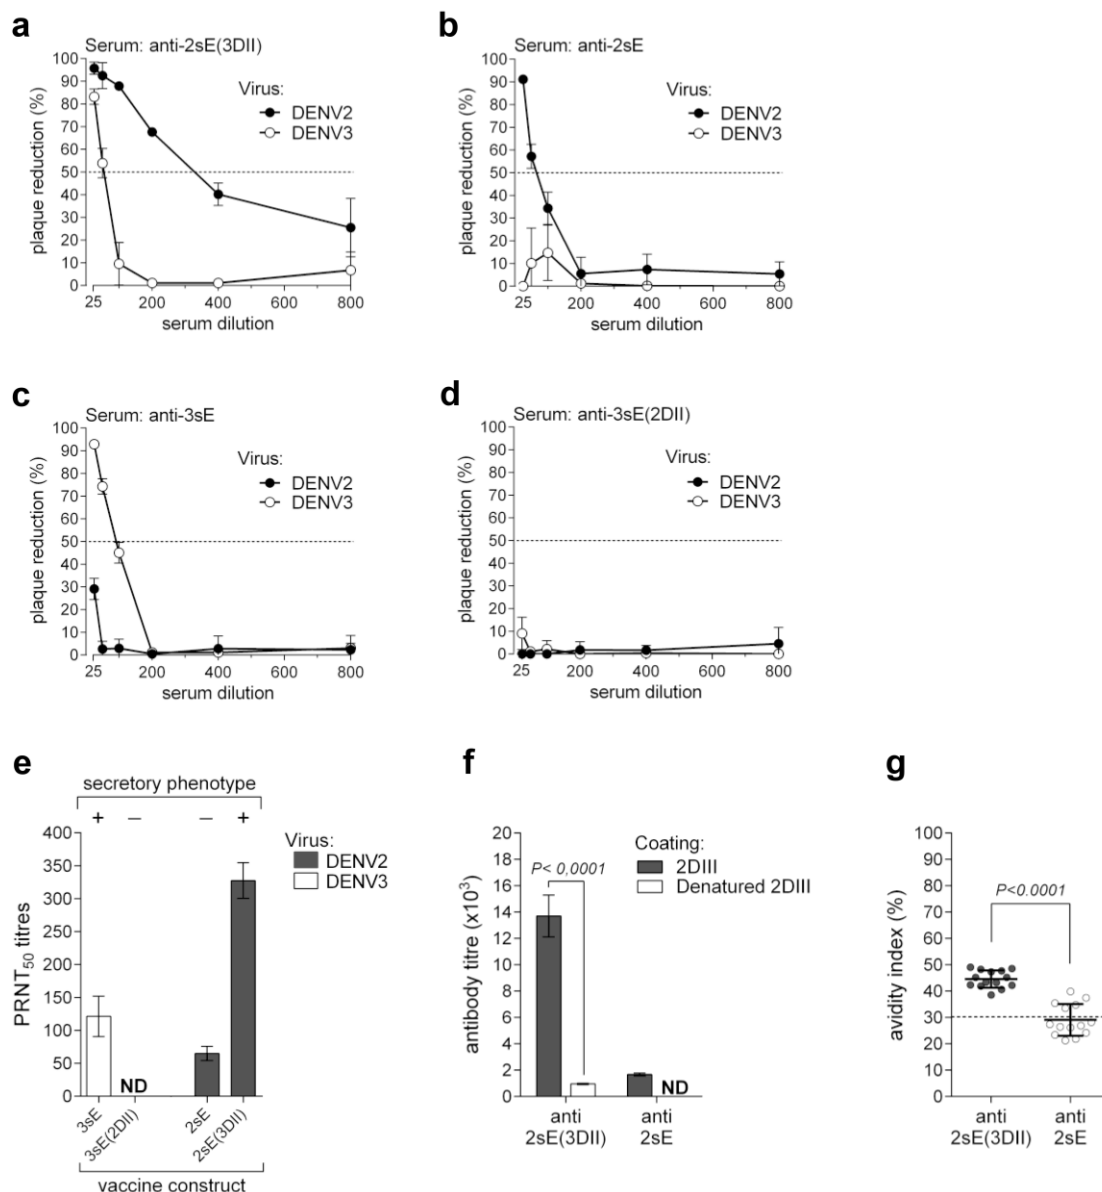 a
Serum: anti-2sE(3DII)
plaque reduction (%)
100
90
80
70
60
50
40
30
20
10
0
Virus:
DENV2
DENV3
25 200 400 600 800
serum dilution
b
Serum: anti-2sE
plaque reduction (%)
100
90
80
70
60
50
40
30
20
10
0
Virus:
DENV2
DENV3
25 200 400 600 800
serum dilution
c
Serum: anti-3sE
plaque reduction (%)
100
90
80
70
60
50
40
30
20
10
0
Virus:
DENV2
DENV3
25 200 400 600 800
serum dilution
d
Serum: anti-3sE(2DII)
plaque reduction (%)
100
90
80
70
60
50
40
30
20
10
0
Virus:
DENV2
DENV3
25 200 400 600 800
serum dilution
e
secretory phenotype
+ – – +
PRNT50 titres
400
350
300
250
200
150
100
50
0
Virus:
DENV2
DENV3
ND
3sE
3sE(2DII)
2sE
2sE(3DII)
vaccine construct
f
antibody titre (x10³)
20
18
16
14
12
10
8
6
4
2
0
Coating:
2DIII
Denatured 2DIII
P< 0,0001
ND
anti anti
2sE(3DII) 2sE
g
avidity index (%)
100
90
80
70
60
50
40
30
20
10
0
P<0.0001
anti anti
2sE(3DII) 2sE